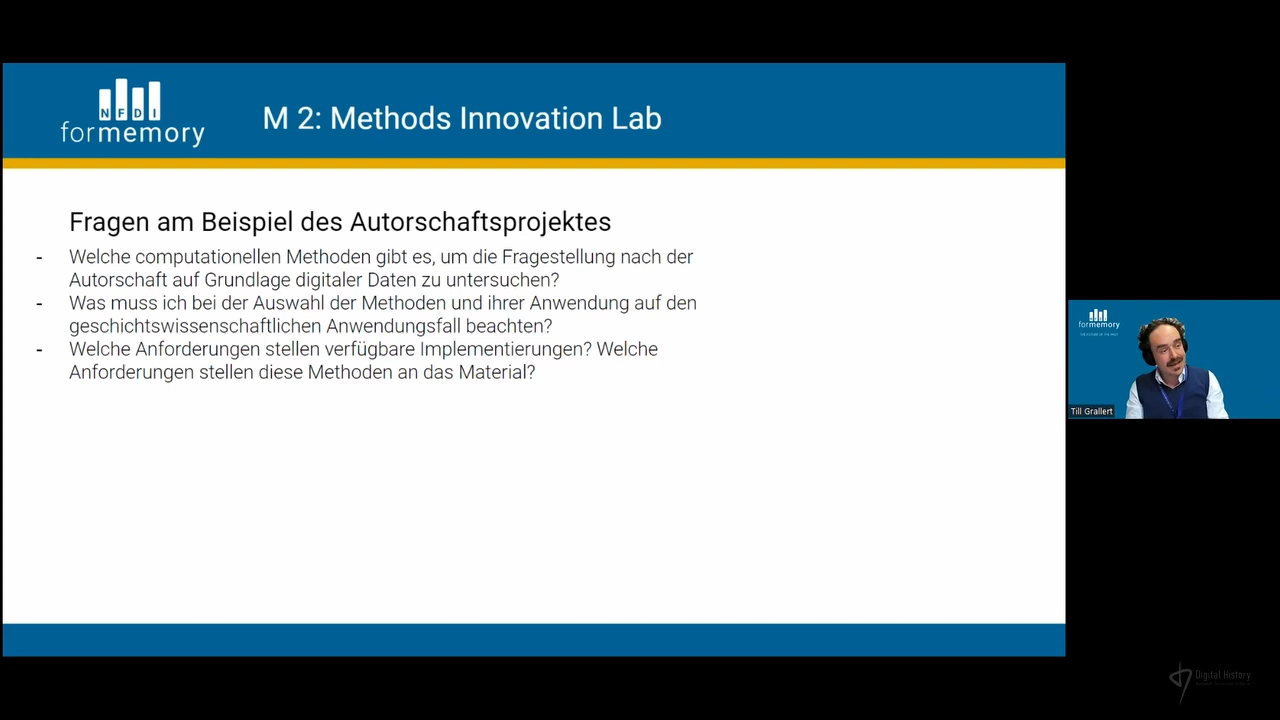 NFDI
formemory
M 2: Methods Innovation Lab
Fragen am Beispiel des Autorschaftsprojektes
- Welche computationellen Methoden gibt es, um die Fragestellung nach der
Autorschaft auf Grundlage digitaler Daten zu untersuchen?
- Was muss ich bei der Auswahl der Methoden und ihrer Anwendung auf den
geschichtswissenschaftlichen Anwendungsfall beachten?
- Welche Anforderungen stellen verfügbare Implementierungen? Welche
Anforderungen stellen diese Methoden an das Material?
formemory
Till Grallert
Digital History